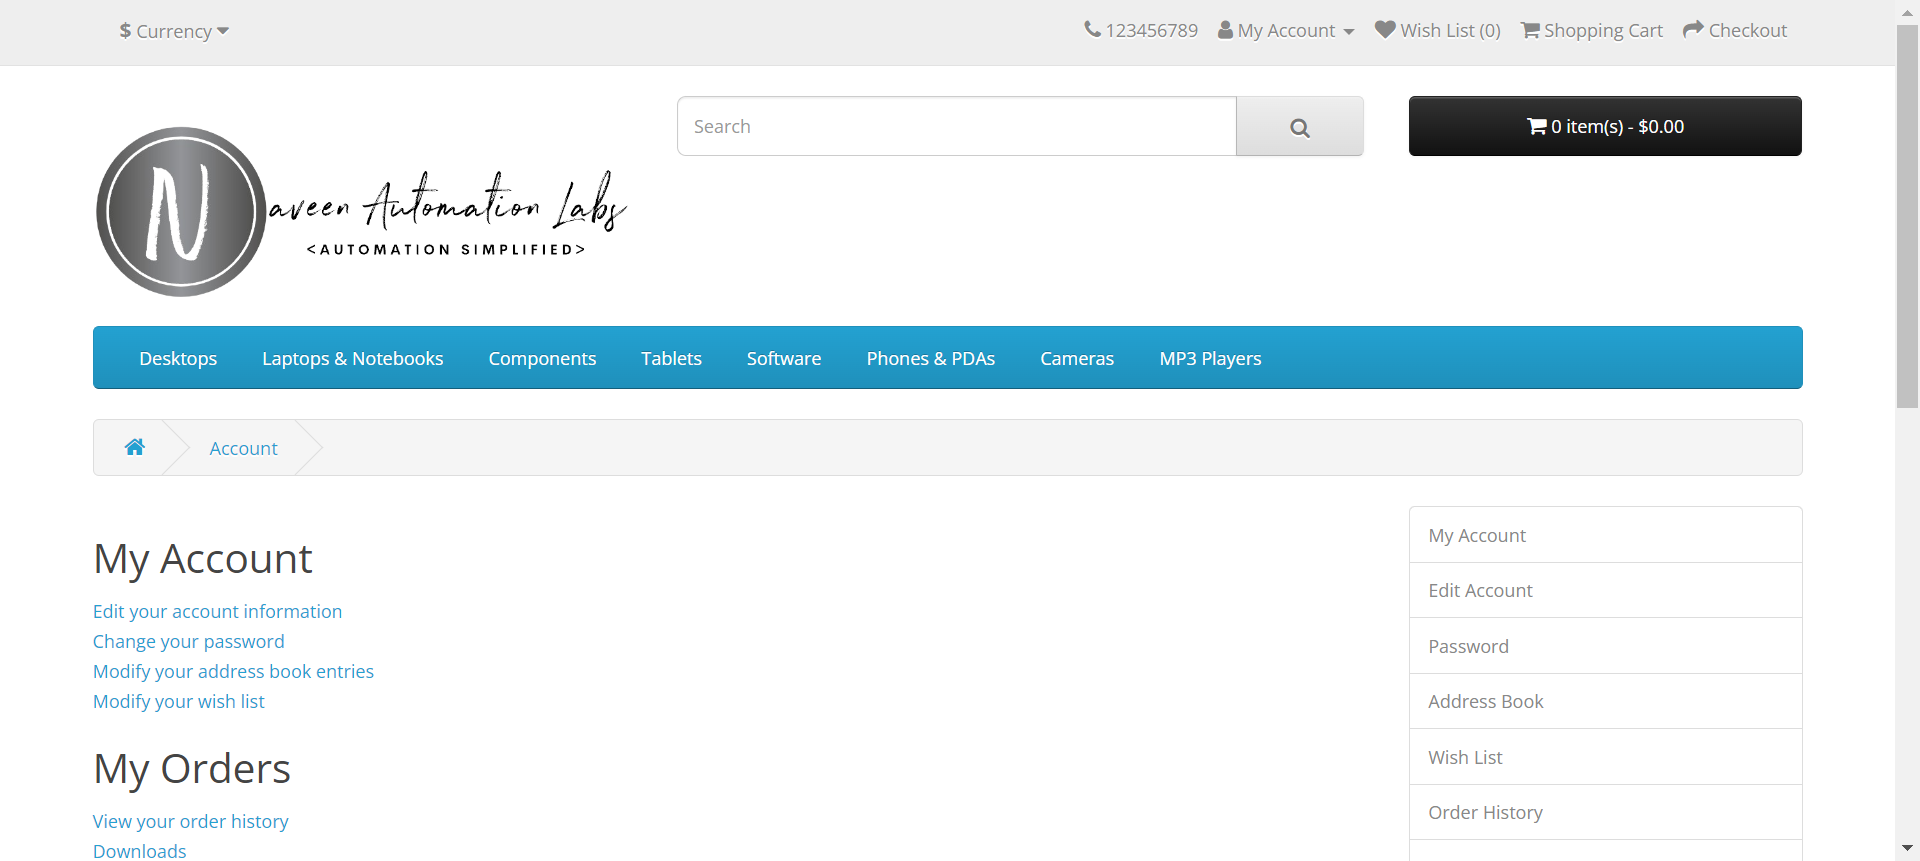 $ Currency
123456789 My Account Wish List (0) Shopping Cart Checkout
Search
0 item(s) - $0.00
Naveen Automation Labs
<AUTOMATION SIMPLIFIED>
Desktops Laptops & Notebooks Components Tablets Software Phones & PDAs Cameras MP3 Players
Account
My Account
Edit your account information
Change your password
Modify your address book entries
Modify your wish list
My Orders
View your order history
Downloads
My Account
Edit Account
Password
Address Book
Wish List
Order History